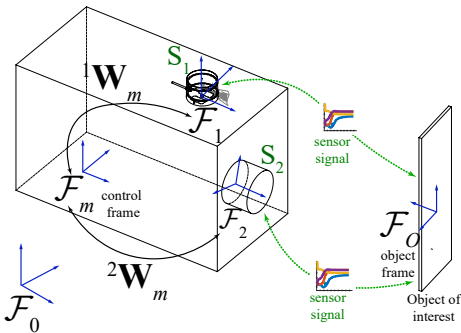 S₁
¹Wₘ
ℱ₁
sensor
signal
S₂
ℱₘ
control
frame
ℱ₂
ℱ_O
object
frame
²Wₘ
ℱ₀
sensor
signal
Object of
interest